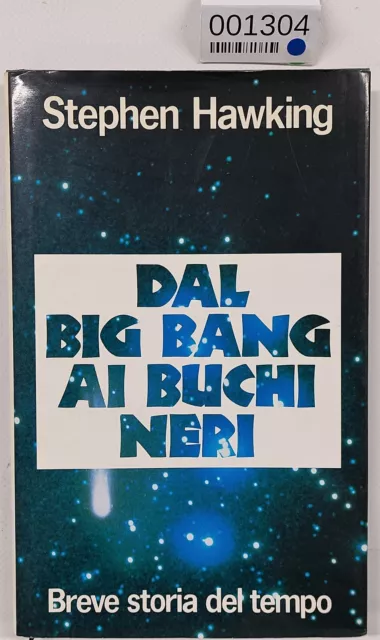 001304
Stephen Hawking
DAL
BIG BANG
AI BUCHI
NERI
Breve storia del tempo